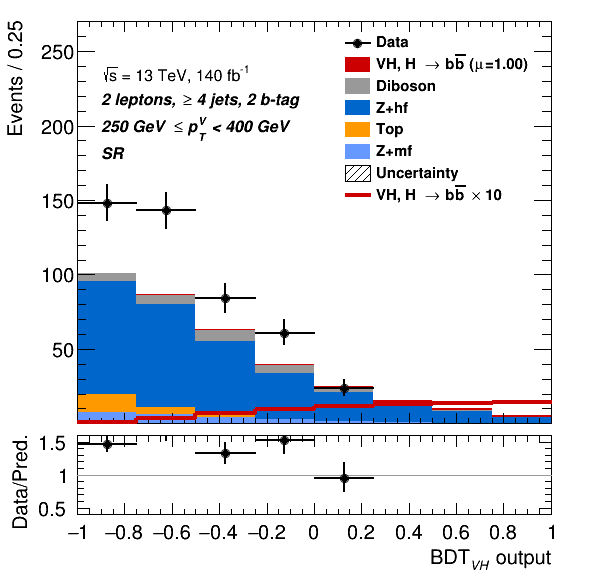 Events / 0.25
250
200
150
100
50
√s = 13 TeV, 140 fb⁻¹
2 leptons, ≥ 4 jets, 2 b-tag
250 GeV ≤ p_T^V < 400 GeV
SR
Data
VH, H → bb̅ (μ=1.00)
Diboson
Z+hf
Top
Z+mf
Uncertainty
VH, H → bb̅ × 10
Data/Pred.
1.5
1
0.5
−1 −0.8 −0.6 −0.4 −0.2 0 0.2 0.4 0.6 0.8 1
BDT_VH output